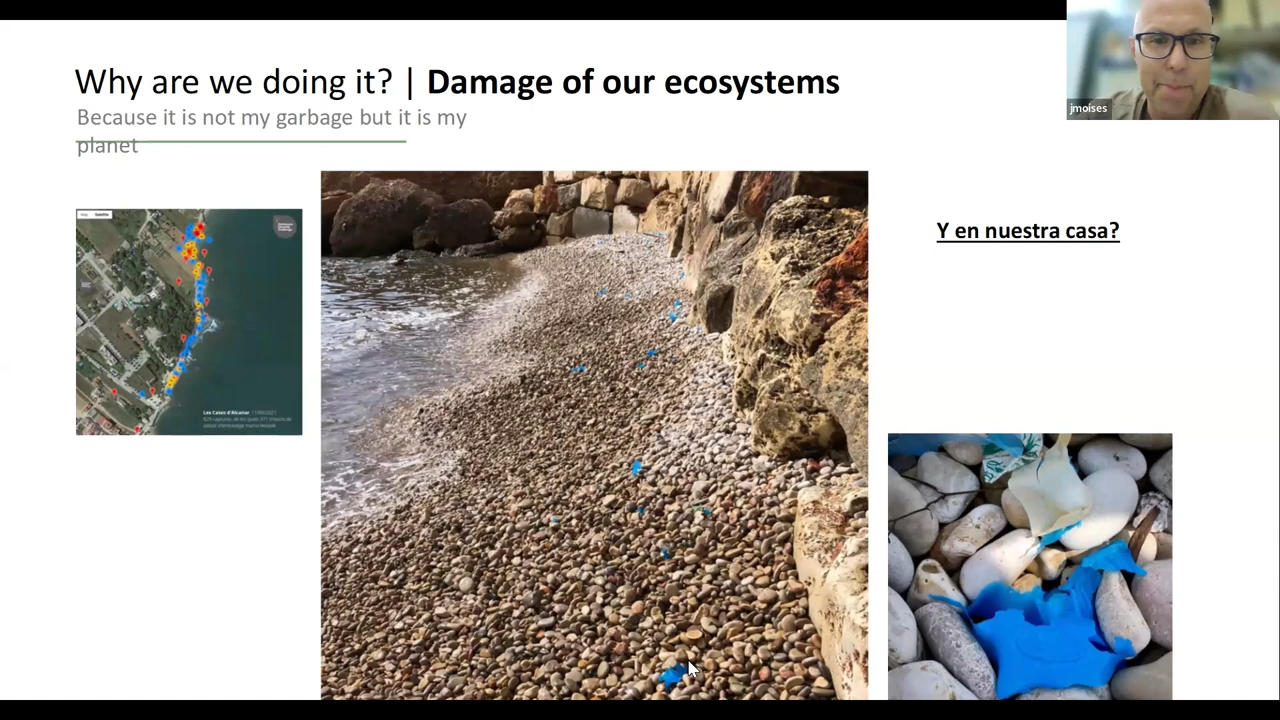 Why are we doing it? | Damage of our ecosystems
Because it is not my garbage but it is my
planet
jmoises
Y en nuestra casa?
Les Cases d'Alcanar